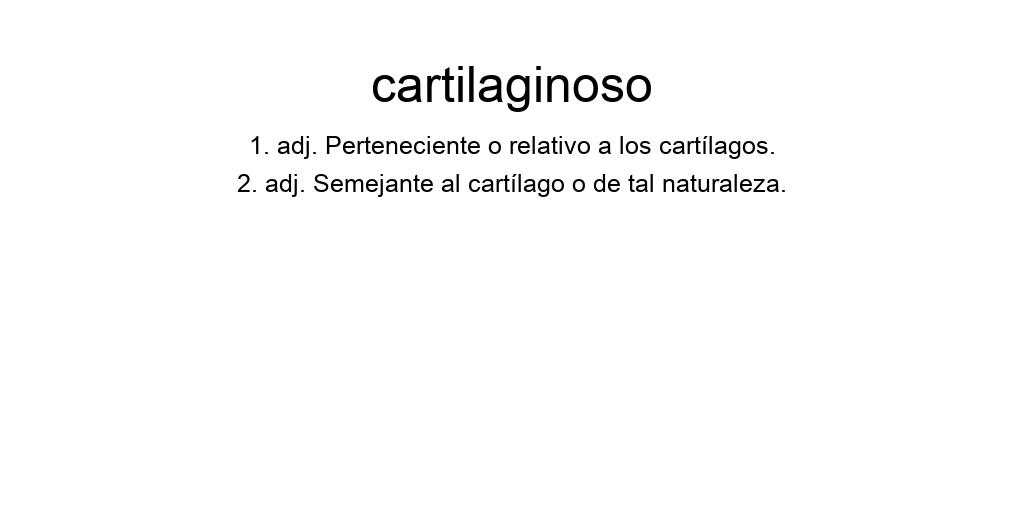 cartilaginoso
1. adj. Perteneciente o relativo a los cartílagos.
2. adj. Semejante al cartílago o de tal naturaleza.